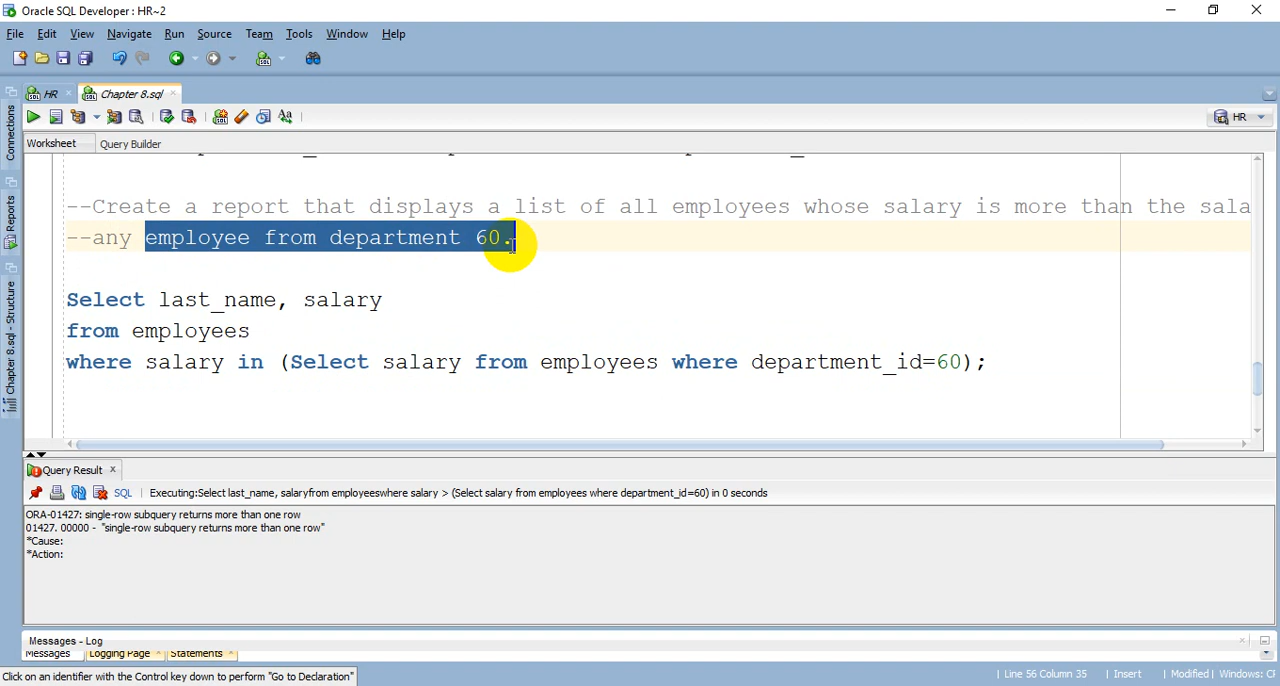 Oracle SQL Developer : HR~2
File Edit View Navigate Run Source Team Tools Window Help
HR Chapter 8.sql
HR
Worksheet Query Builder
Connections
Reports
Chapter 8.sql - Structure
--Create a report that displays a list of all employees whose salary is more than the sala
--any employee from department 60.
Select last_name, salary
from employees
where salary in (Select salary from employees where department_id=60);
Query Result
SQL | Executing:Select last_name, salaryfrom employeeswhere salary > (Select salary from employees where department_id=60) in 0 seconds
ORA-01427: single-row subquery returns more than one row
01427. 00000 - "single-row subquery returns more than one row"
*Cause:
*Action:
Messages - Log
Messages Logging Page Statements
Click on an identifier with the Control key down to perform "Go to Declaration"
| Line 56 Column 35 | Insert | Modified | Windows: Cl